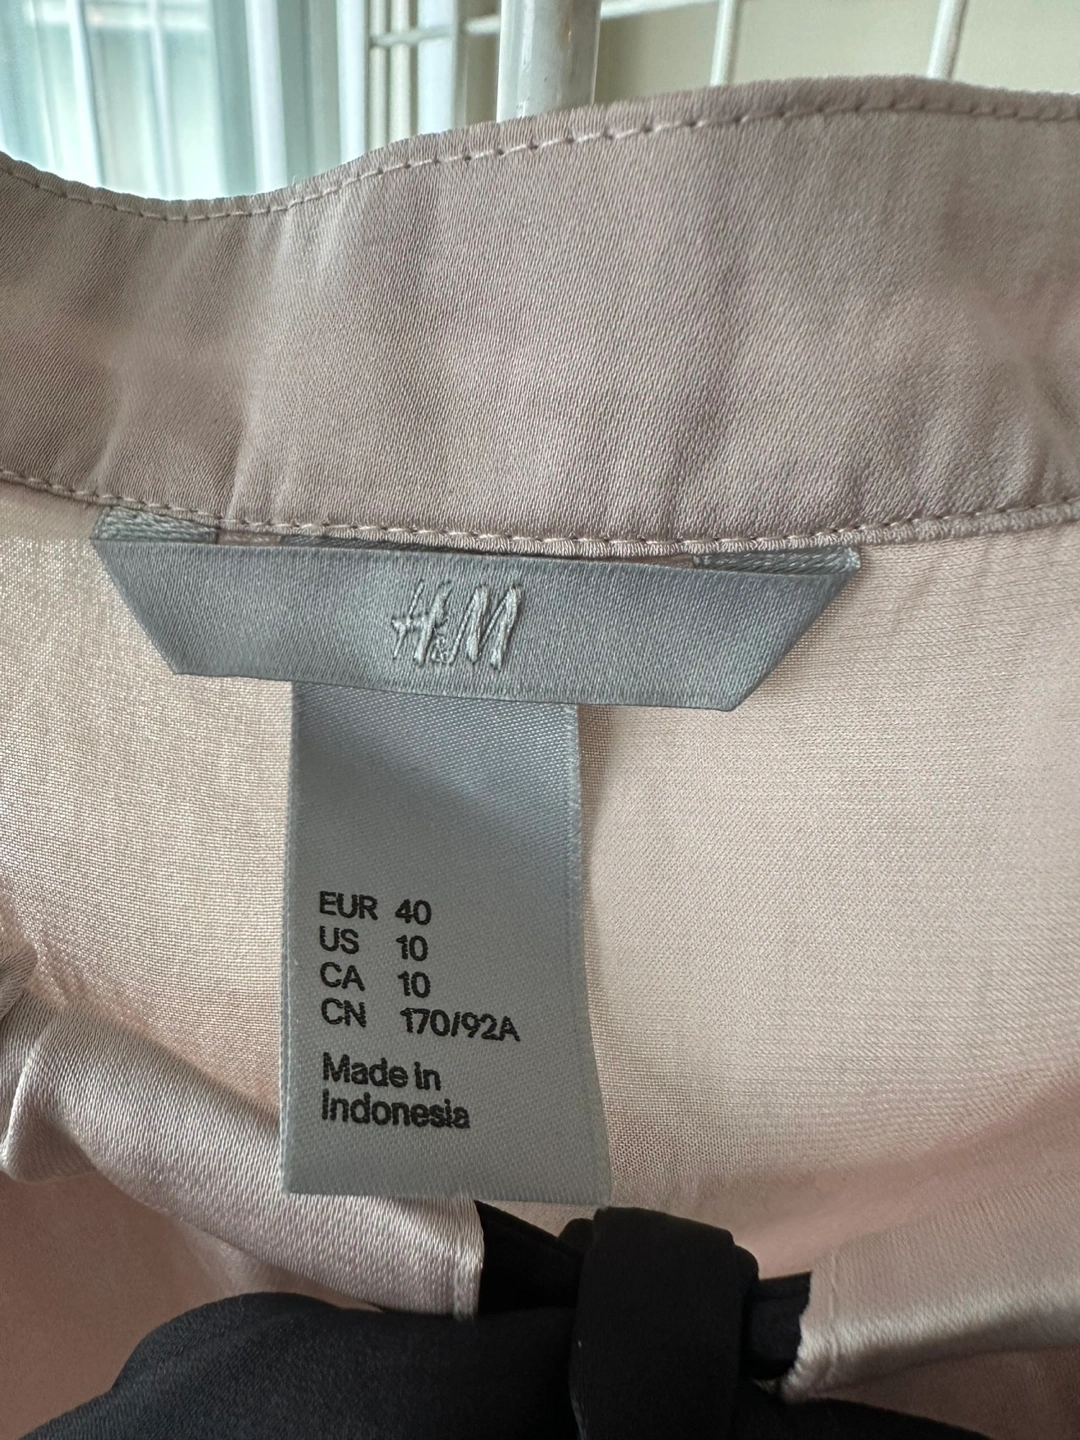 H&M
EUR 40
US 10
CA 10
CN 170/92A
Made in
Indonesia